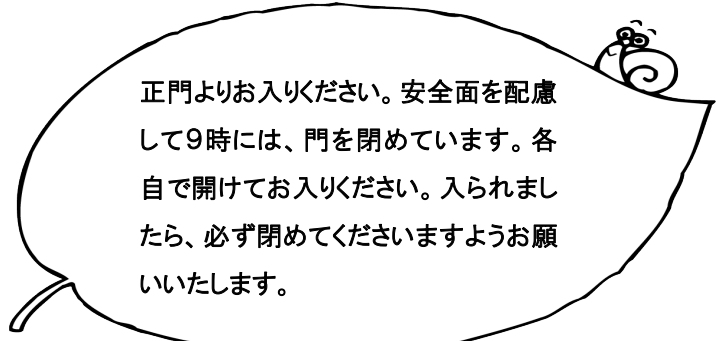 正門よりお入りください。安全面を配慮
して９時には、門を閉めています。各
自で開けてお入りください。入られまし
たら、必ず閉めてくださいますようお願
いいたします。